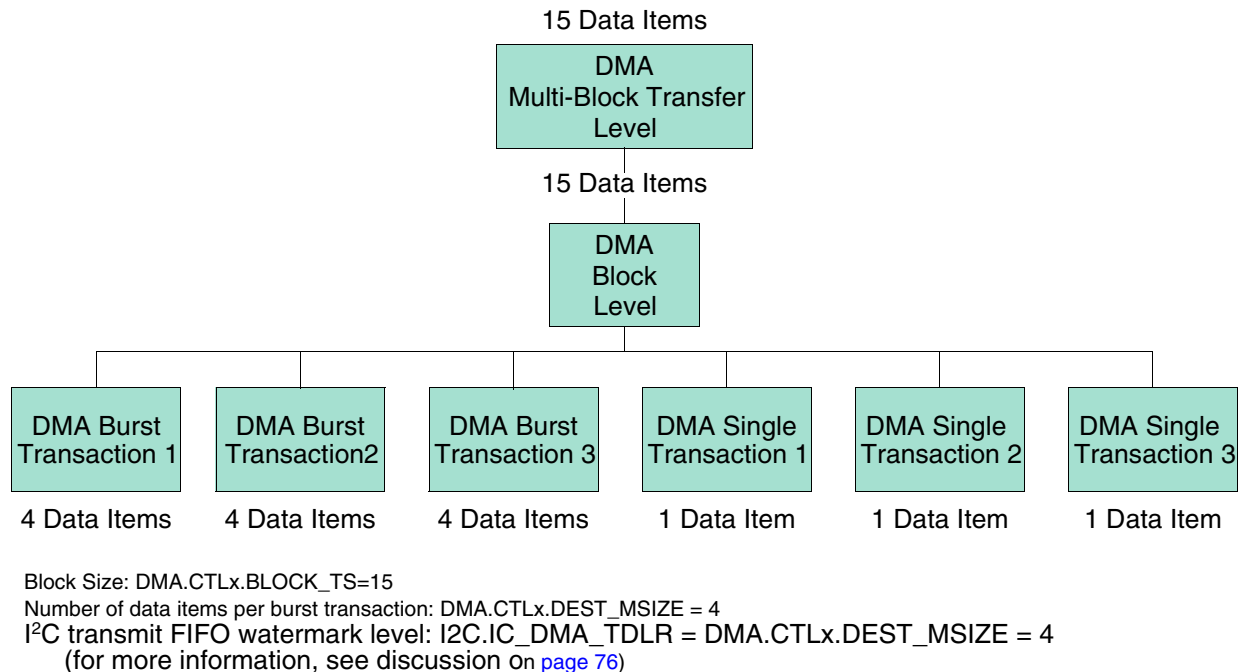 15 Data Items
DMA
Multi-Block Transfer
Level
15 Data Items
DMA
Block
Level
DMA Burst
Transaction 1
DMA Burst
Transaction2
DMA Burst
Transaction 3
DMA Single
Transaction 1
DMA Single
Transaction 2
DMA Single
Transaction 3
4 Data Items
4 Data Items
4 Data Items
1 Data Item
1 Data Item
1 Data Item
Block Size: DMA.CTLx.BLOCK_TS=15
Number of data items per burst transaction: DMA.CTLx.DEST_MSIZE = 4
I²C transmit FIFO watermark level: I2C.IC_DMA_TDLR = DMA.CTLx.DEST_MSIZE = 4
(for more information, see discussion on page 76)